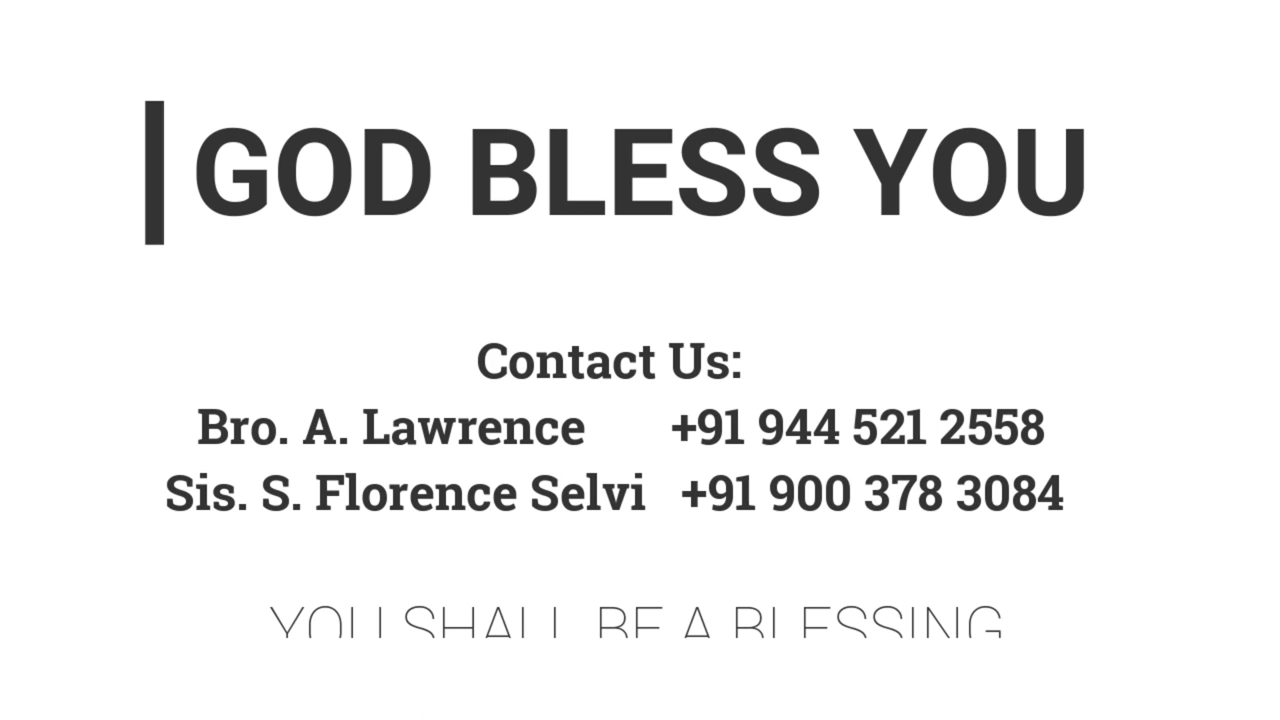 GOD BLESS YOU
Contact Us:
Bro. A. Lawrence +91 944 521 2558
Sis. S. Florence Selvi +91 900 378 3084
YOU SHALL BE A BLESSING